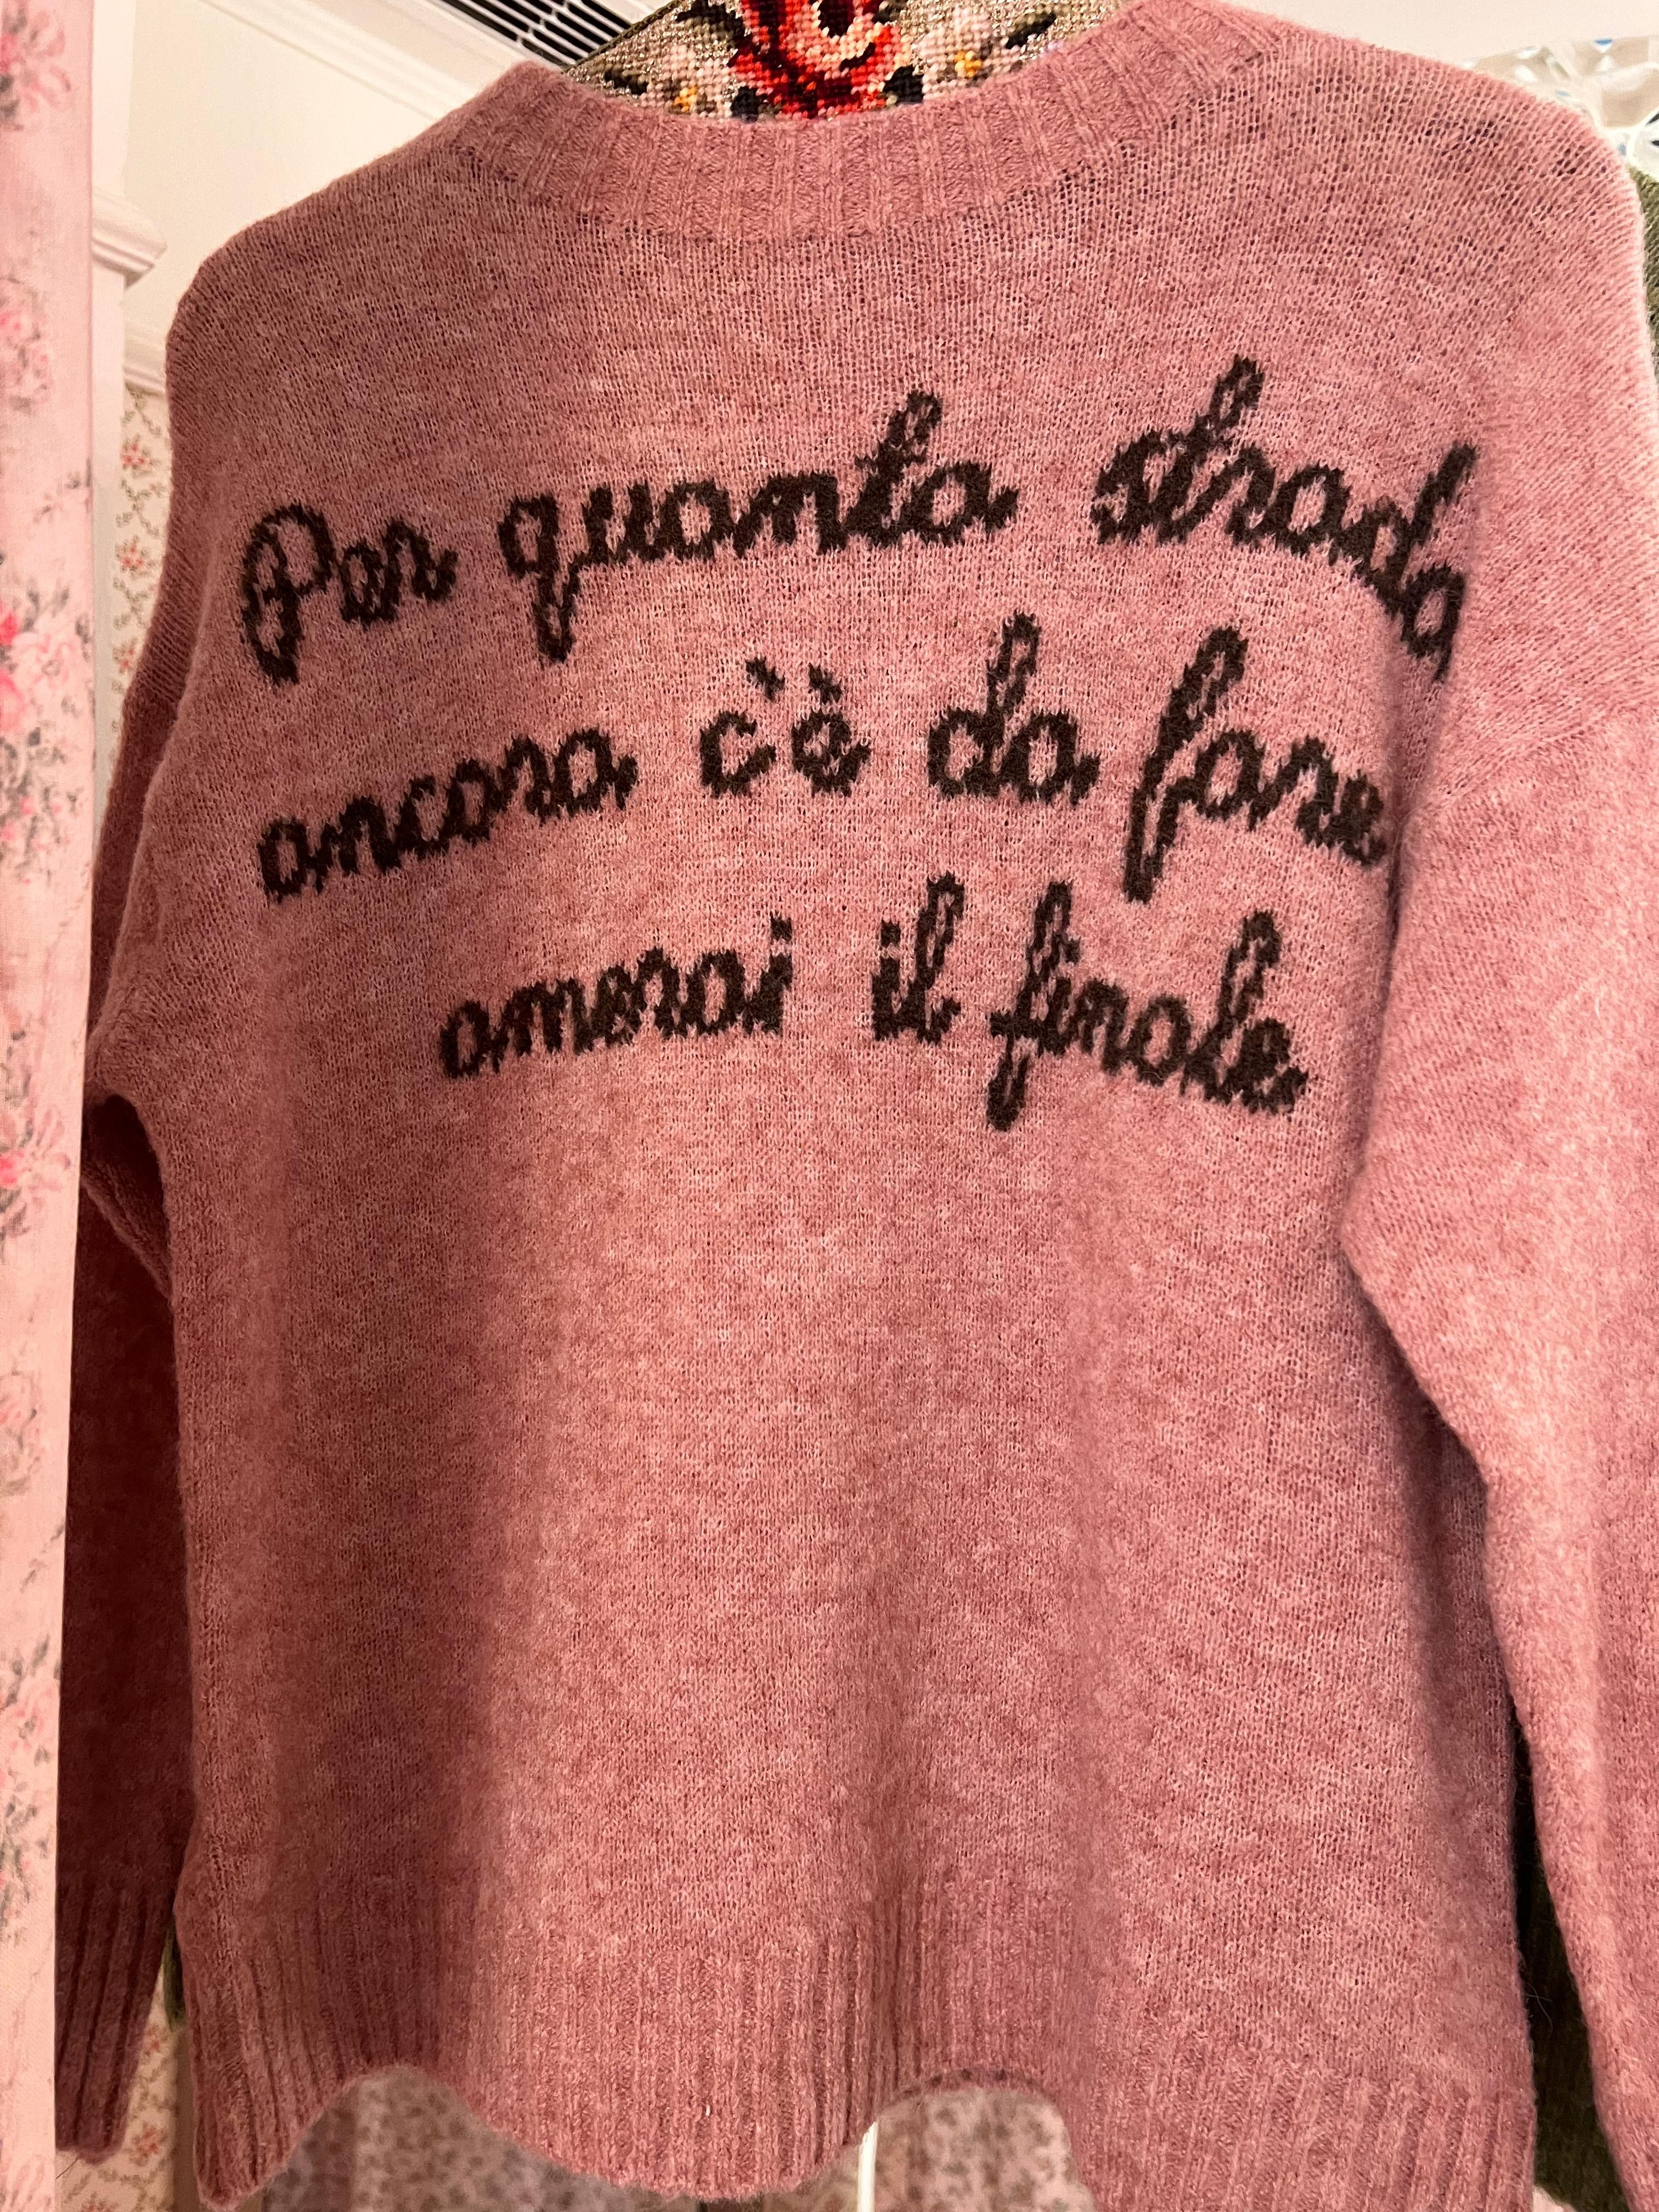 Per quanta strada
ancora c'è da fare
amerai il finale